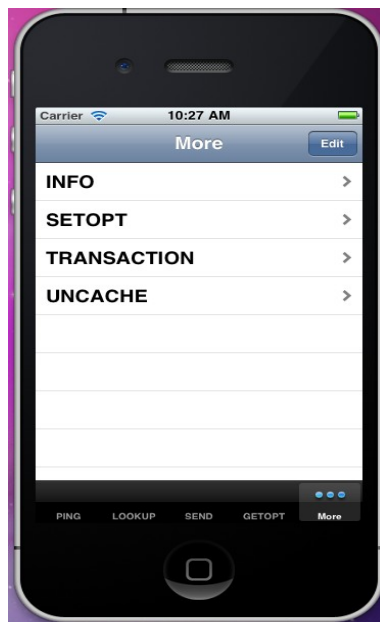 Carrier 10:27 AM
More Edit
INFO
SETOPT
TRANSACTION
UNCACHE
PING LOOKUP SEND GETOPT More